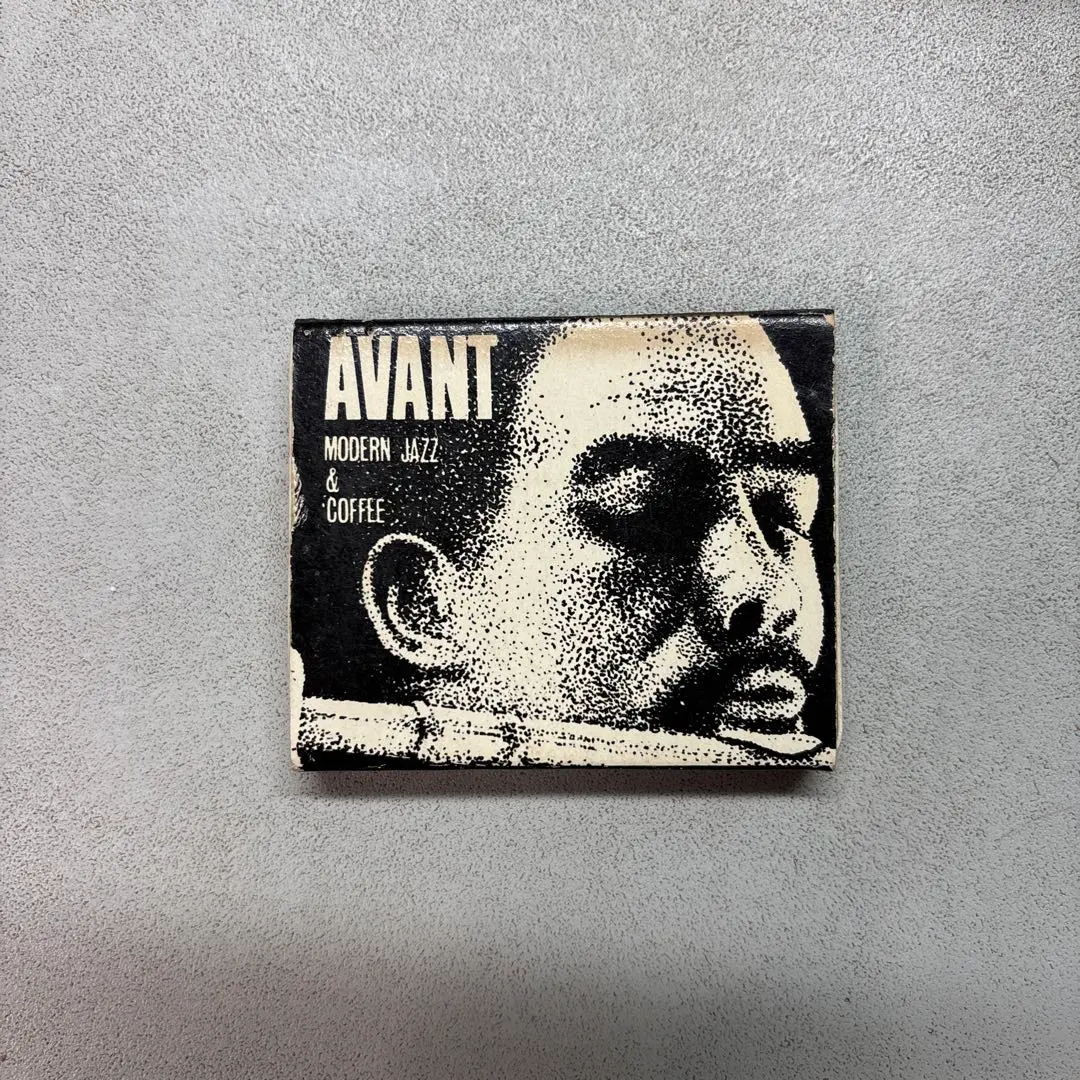 AVANT
MODERN JAZZ
&
COFFEE